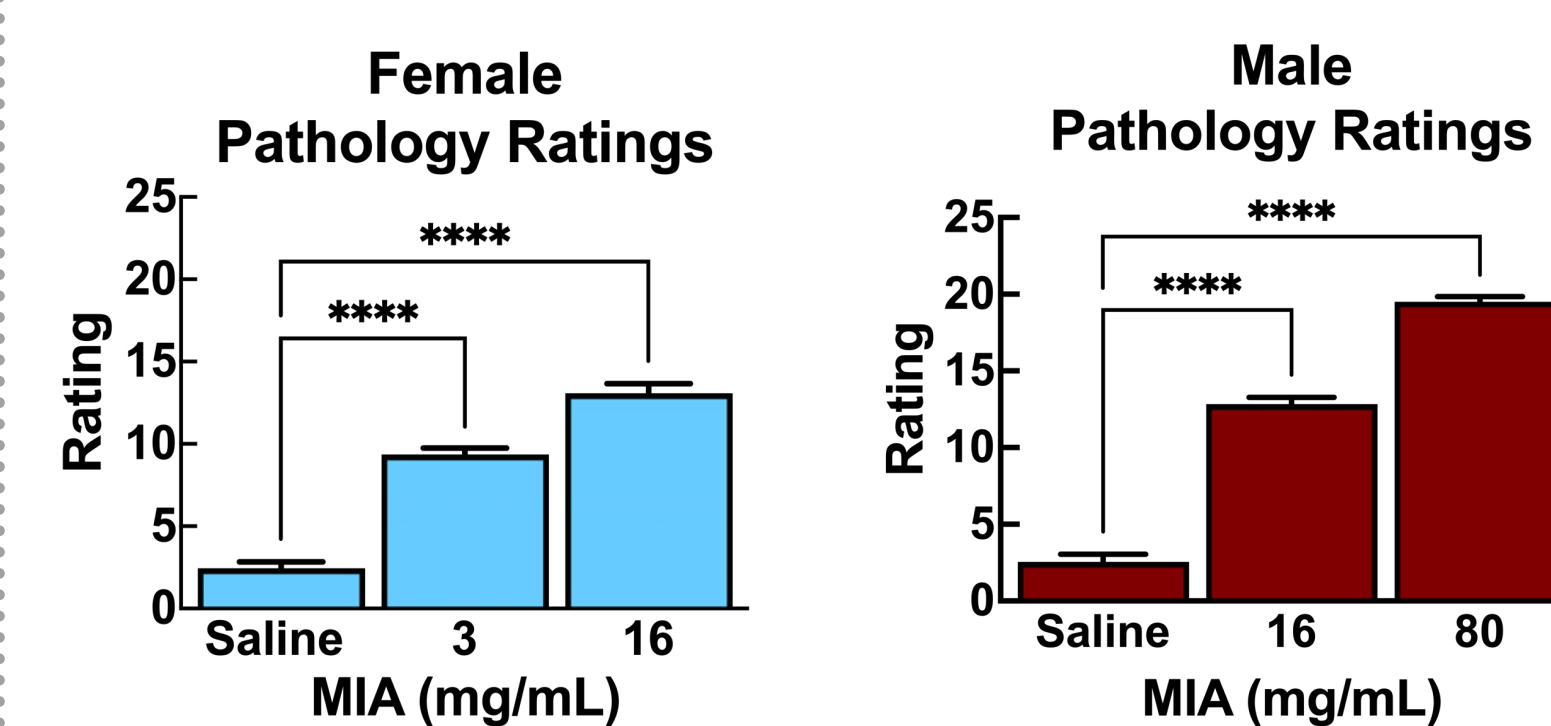 Female
Pathology Ratings
25
20
15
10
5
0
Rating
****
****
Saline 3 16
MIA (mg/mL)
Male
Pathology Ratings
25
20
15
10
5
0
Rating
****
****
Saline 16 80
MIA (mg/mL)